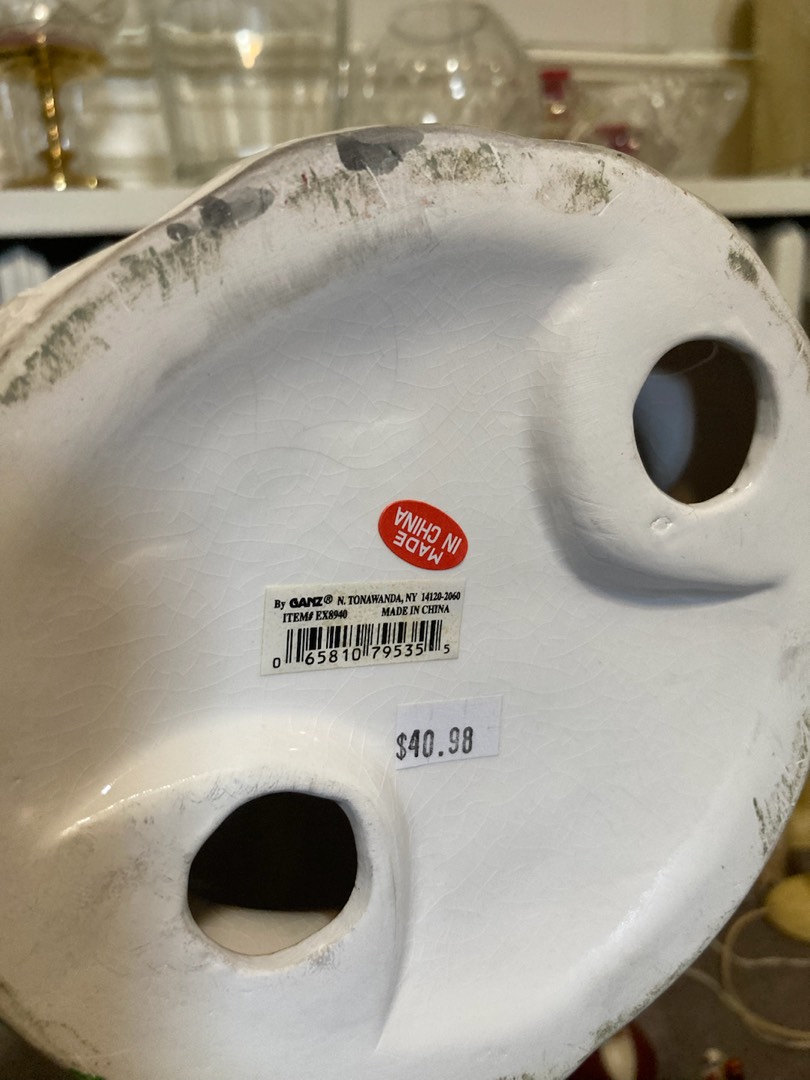 MADE
IN CHINA
By GANZ® N. TONAWANDA, NY 14120-2060
ITEM# EX8940 MADE IN CHINA
0 65810 79535 5
$40.98